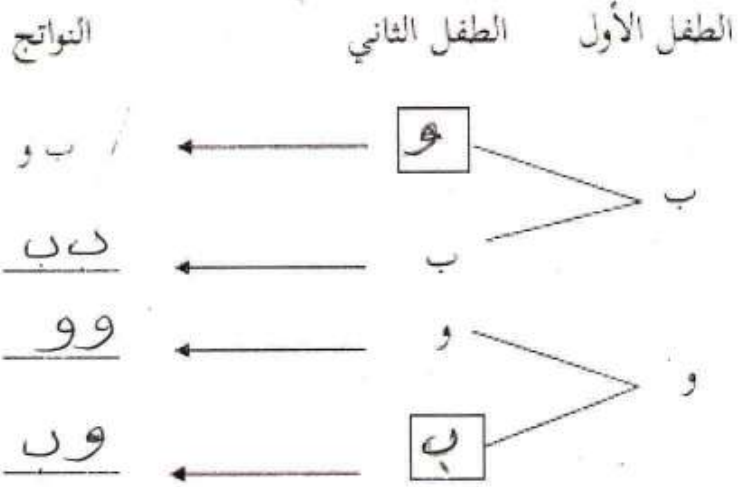 الطفل الأول الطفل الثاني النواتج
و ب و
ب
ب ب ب
و و و
و
ب و ب